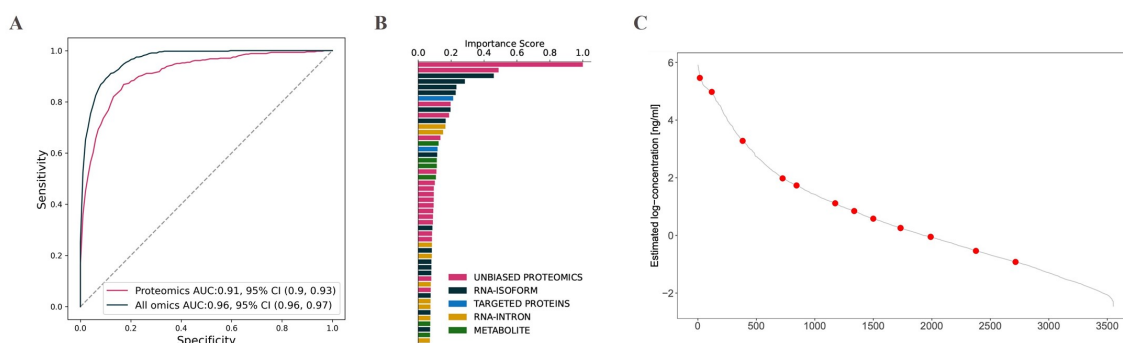 A
1.0
0.8
0.6
0.4
0.2
0.0
Sensitivity
0.0 0.2 0.4 0.6 0.8 1.0
Specificity
Proteomics AUC:0.91, 95% CI (0.9, 0.93)
All omics AUC:0.96, 95% CI (0.96, 0.97)
B
Importance Score
0.0 0.2 0.4 0.6 0.8 1.0
UNBIASED PROTEOMICS
RNA-ISOFORM
TARGETED PROTEINS
RNA-INTRON
METABOLITE
C
6
4
2
0
−2
Estimated log−concentration [ng/ml]
0 500 1000 1500 2000 2500 3000 3500